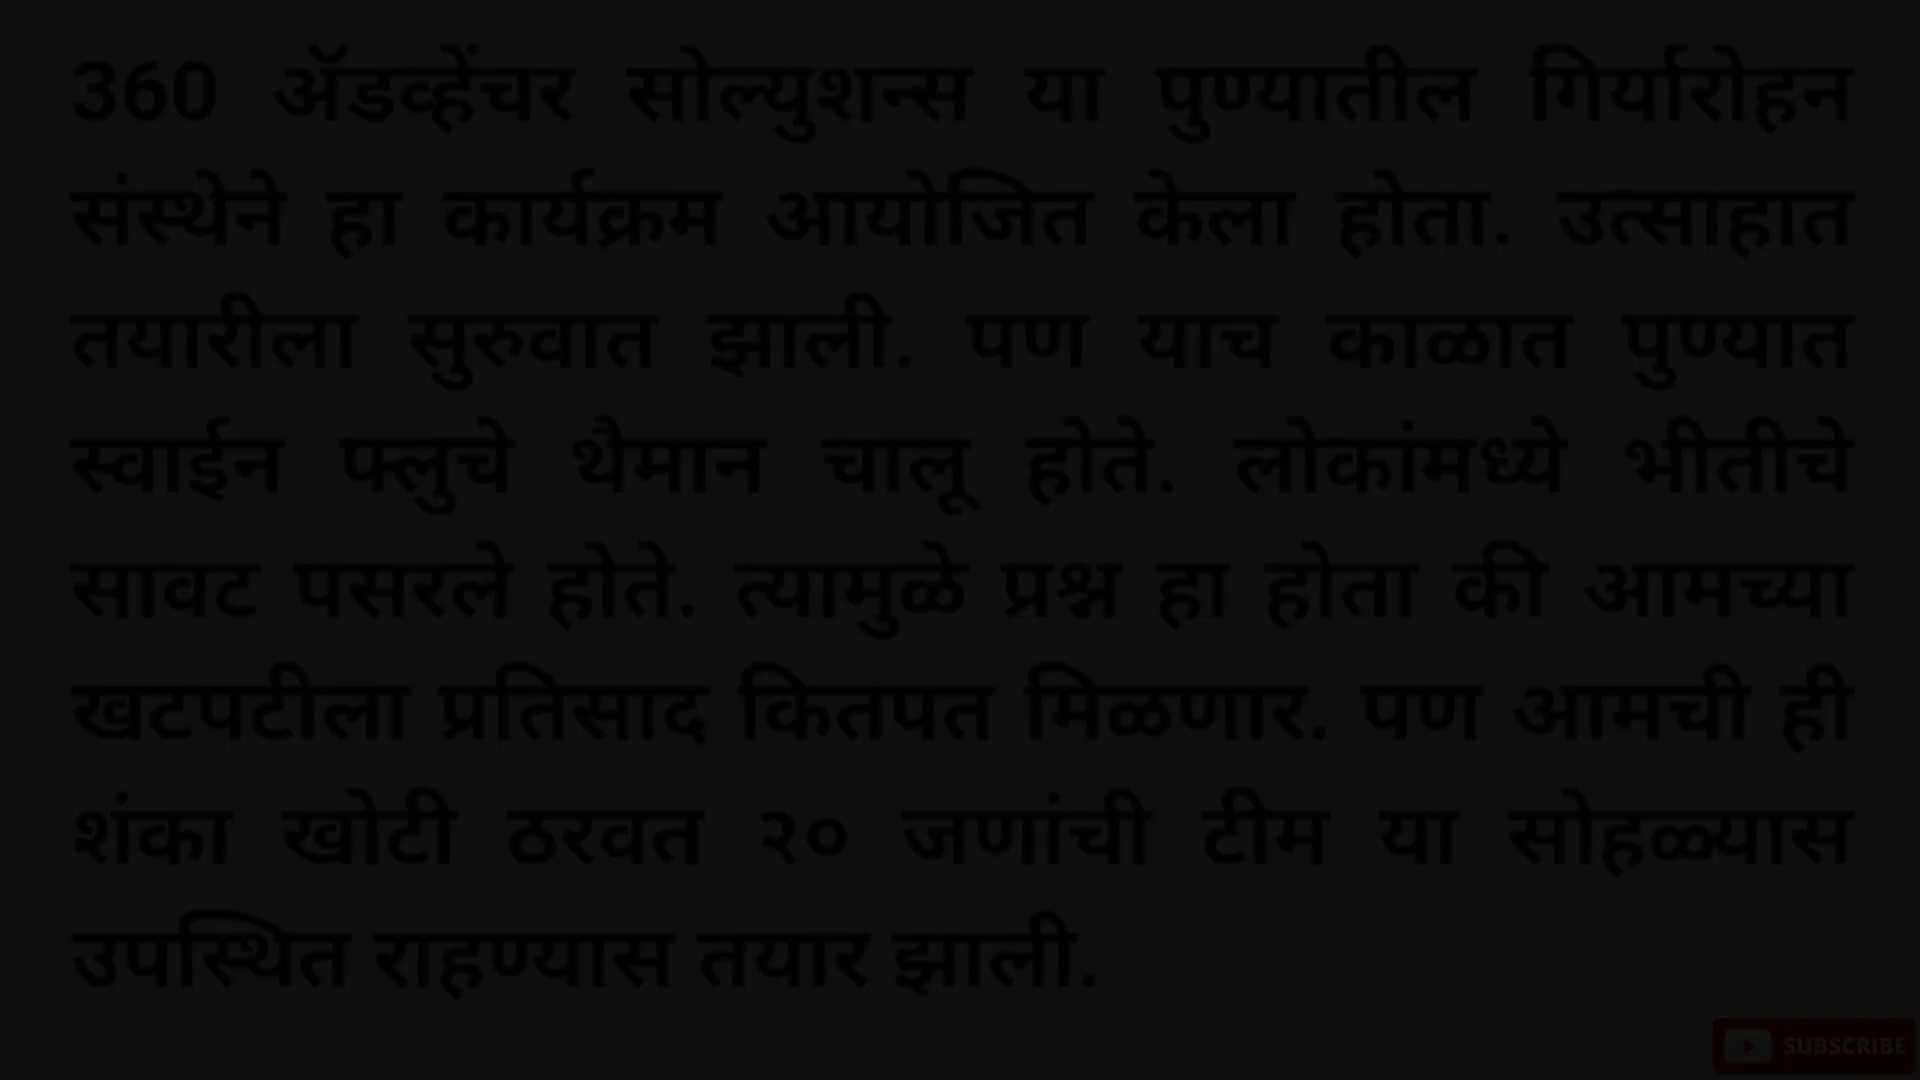 360 ॲडव्हेंचर सोल्युशन्स या पुण्यातील गिर्यारोहन
संस्थेने हा कार्यक्रम आयोजित केला होता. उत्साहात
तयारीला सुरुवात झाली. पण याच काळात पुण्यात
स्वाईन फ्लुचे थैमान चालू होते. लोकांमध्ये भीतीचे
सावट पसरले होते. त्यामुळे प्रश्न हा होता की आमच्या
खटपटीला प्रतिसाद कितपत मिळणार. पण आमची ही
शंका खोटी ठरवत २० जणांची टीम या सोहळ्यास
उपस्थित राहण्यास तयार झाली.
SUBSCRIBE